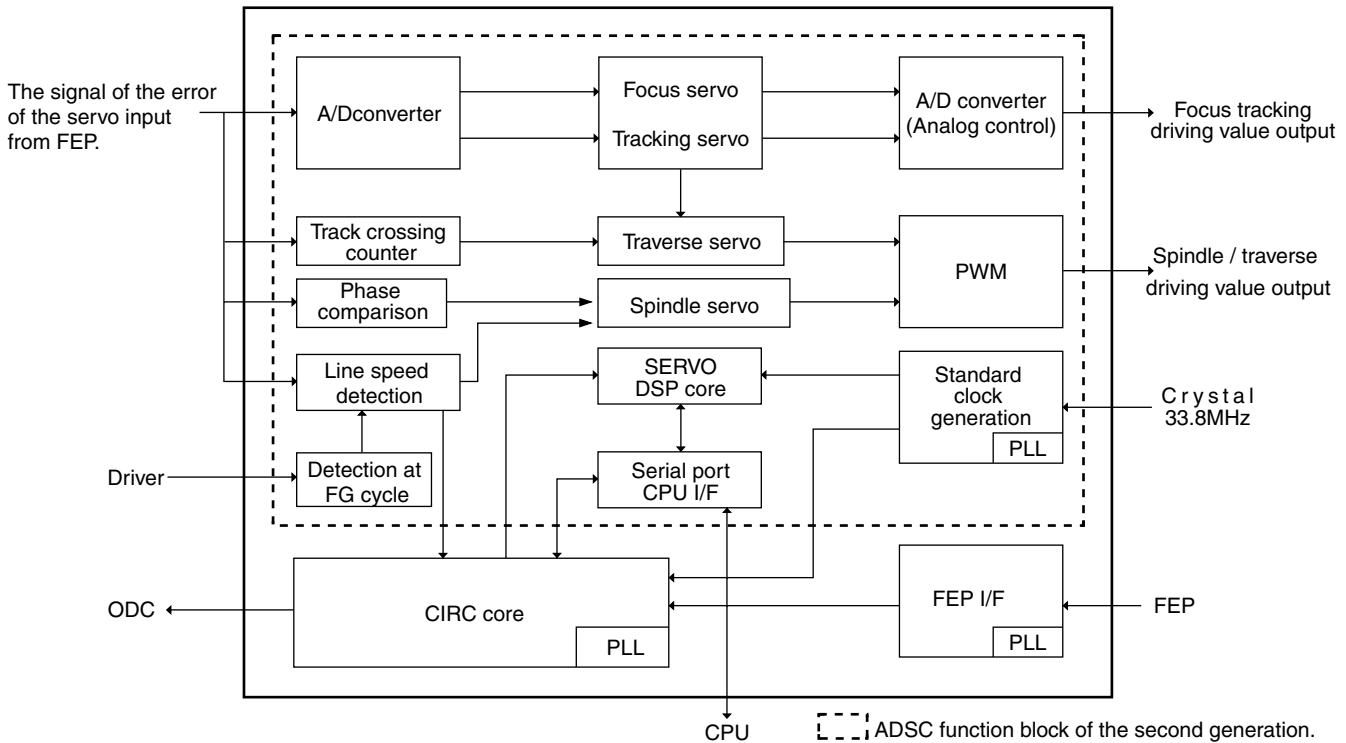 The signal of the error
of the servo input
from FEP.
A/Dconverter
Focus servo
Tracking servo
A/D converter
(Analog control)
Focus tracking
driving value output
Track crossing
counter
Traverse servo
PWM
Spindle / traverse
driving value output
Phase
comparison
Spindle servo
Line speed
detection
SERVO
DSP core
Standard
clock
generation
PLL
Crystal
33.8MHz
Driver
Detection at
FG cycle
Serial port
CPU I/F
ODC
CIRC core
PLL
FEP I/F
PLL
FEP
CPU
ADSC function block of the second generation.